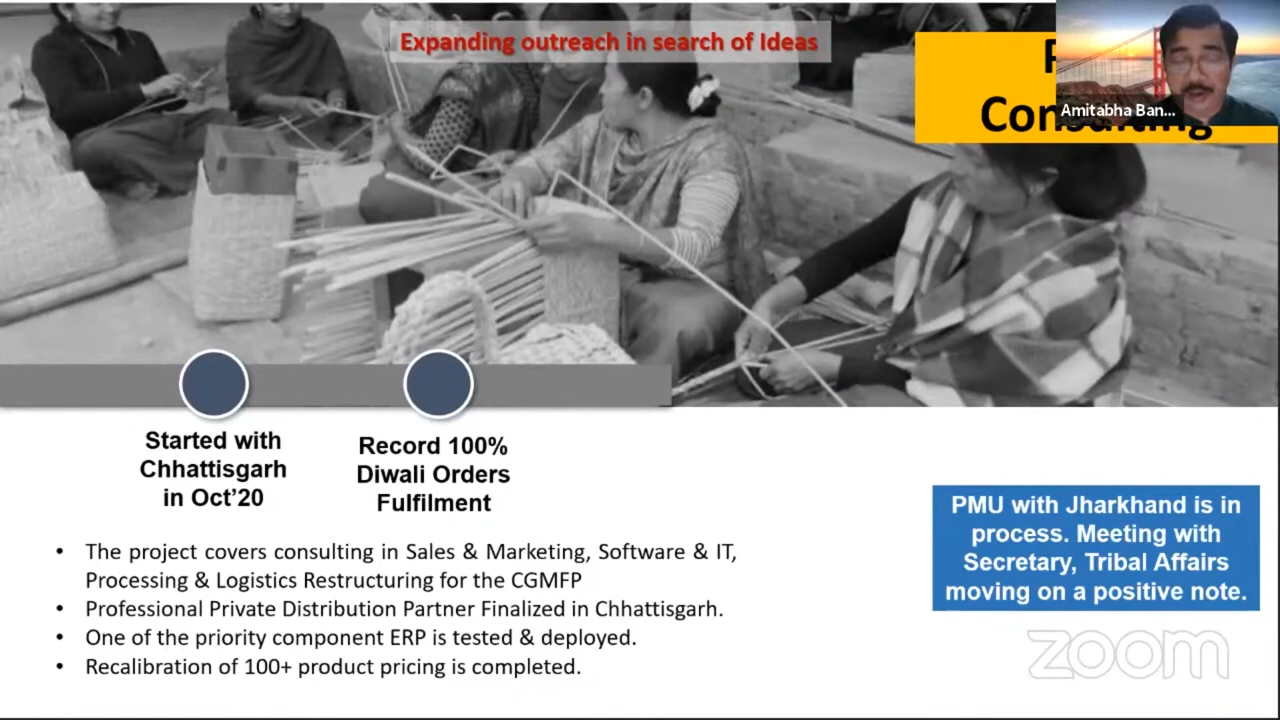 Expanding outreach in search of Ideas
Amitabha Ban...
Started with
Chhattisgarh
in Oct’20
Record 100%
Diwali Orders
Fulfilment
• The project covers consulting in Sales & Marketing, Software & IT,
Processing & Logistics Restructuring for the CGMFP
• Professional Private Distribution Partner Finalized in Chhattisgarh.
• One of the priority component ERP is tested & deployed.
• Recalibration of 100+ product pricing is completed.
PMU with Jharkhand is in
process. Meeting with
Secretary, Tribal Affairs
moving on a positive note.
zoom